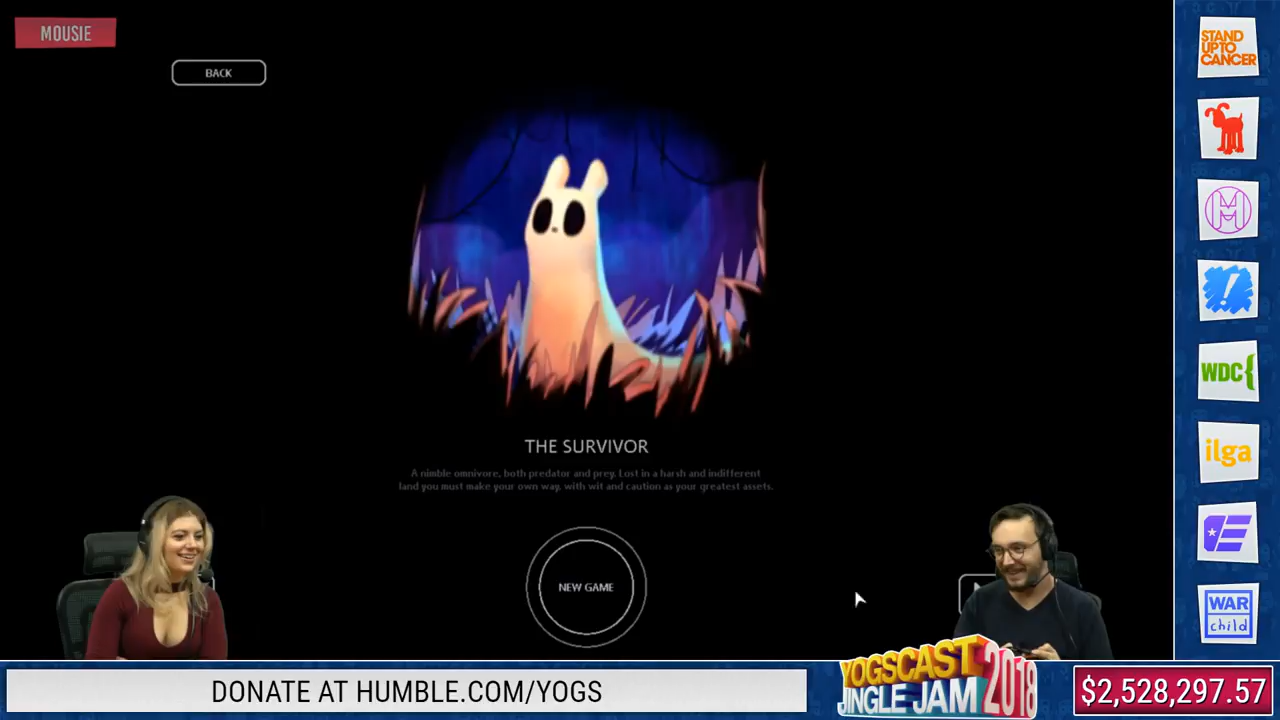 MOUSIE
BACK
THE SURVIVOR
A nimble omnivore, both predator and prey. Lost in a harsh and indifferent
land you must make your own way, with wit and caution as your greatest assets.
NEW GAME
STAND
UP TO
CANCER
M
!
WDC{
ilga
E
WAR
child
DONATE AT HUMBLE.COM/YOGS
YOGSCAST
JINGLE JAM 2018
$2,528,297.57